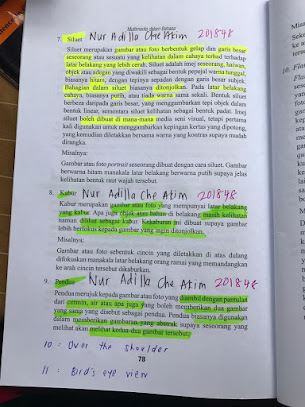 Multimedia dalam Bahasa
7. Siluet Nur Adilla Che Atim 201848
Siluet merupakan gambar atau foto berbentuk gelap dan garis besar
seseorang atau sesuatu yang kelihatan dalam cahaya terhad terhadap
latar belakang yang lebih cerah. Siluet adalah imej seseorang, haiwan,
objek atau adegan yang diwakili sebagai bentuk pepejal warna tunggal,
biasanya hitam, dengan tepinya sepadan dengan garis besar subjek.
Bahagian dalam siluet biasanya ditonjolkan. Pada latar belakang
cahaya, biasanya putih, atau tiada warna sama sekali. Bentuk siluet
berbeza daripada garis besar, yang menggambarkan tepi objek dalam
bentuk linear, sementara siluet kelihatan sebagai bentuk padat. Imej
siluet boleh dibuat di mana-mana media seni visual, tetapi pertama
kali digunakan untuk menggambarkan kepingan kertas yang dipotong,
yang kemudian diletakkan bersama warna yang kontras supaya mudah
dirangka.
Misalnya:
Gambar atau foto portrait seseorang dibuat dengan cara siluet. Gambar
berwarna hitam manakala latar belakang berwarna putih supaya jelas
kelihatan bentuk raut wajah tersebut.
8. Kabur Nur Adilla Che Atim 201848
Kabur merupakan gambar atau foto yang mempunyai latar belakang
yang kabur. Apa juga objek atau bahan di belakang masih kelihatan
namun dilihat sebagai kabur. Kekaburan ini dibuat supaya gambar
lebih berfokus kepada gambar yang ingin ditonjolkan.
Misalnya:
Gambar atau foto sebentuk cincin yang diletakkan di atas dulang
difokuskan manakala latar belakang orang ramai yang memandangkan
ke arah cincin tersebut dikaburkan.
9. Pendua Nur Adilla Che Atim 201848
Pendua merujuk kepada gambar atau foto yang diambil dengan pantulan
dari cermin, air atau apa juga yang boleh memberikan dua gambar
yang sama yang disebut sebagai pendua. Pendua biasanya digunakan
dalam memberikan gambaran yang abstrak supaya seseorang yang
melihat akan melihat kedua-dua gambar tersebut.
10 : Over the shoulder
78
11 : Bird's eye view